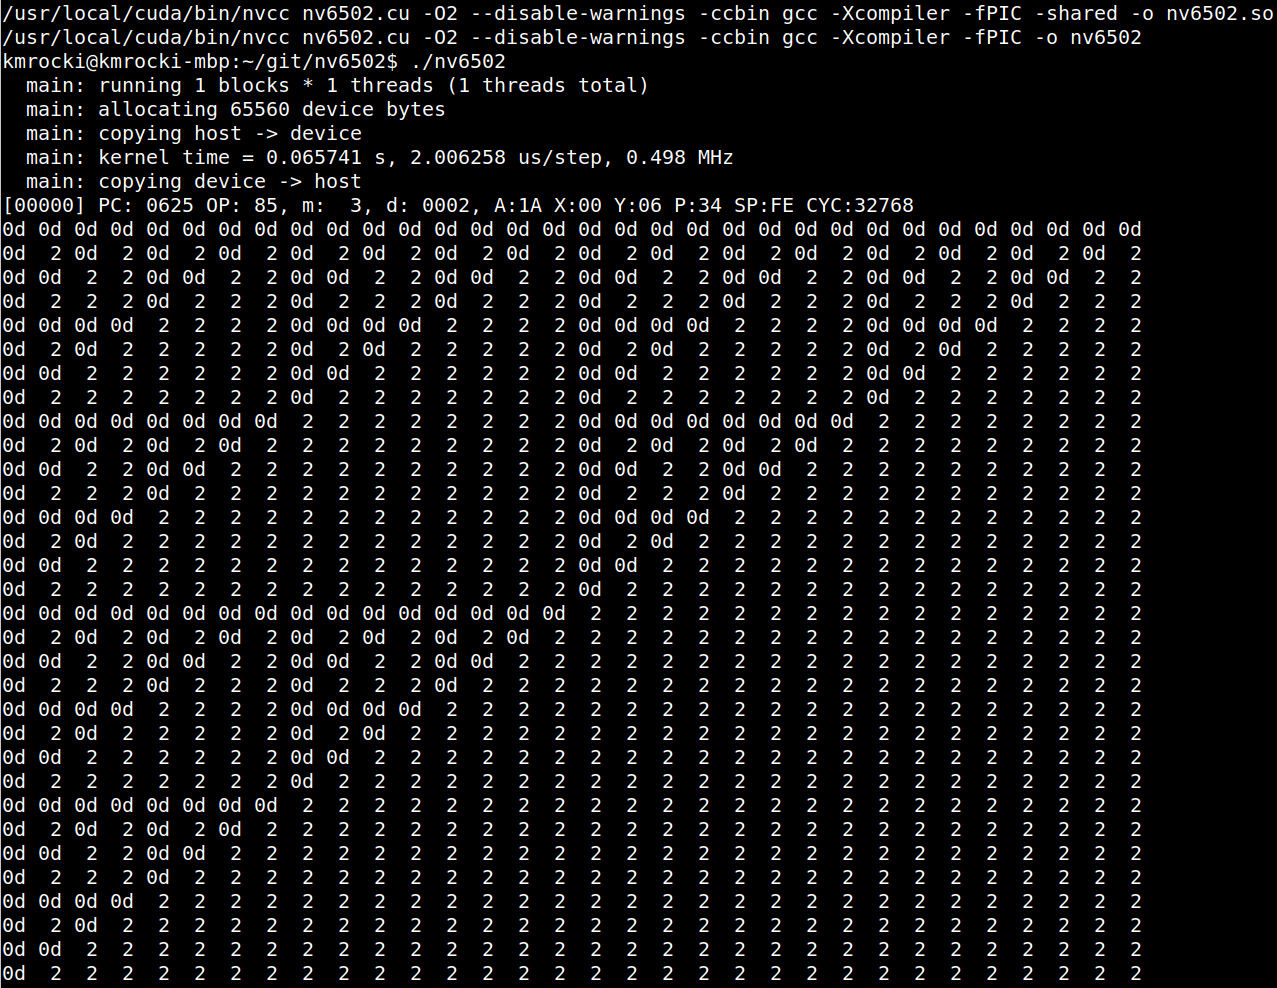 /usr/local/cuda/bin/nvcc nv6502.cu -O2 --disable-warnings -ccbin gcc -Xcompiler -fPIC -shared -o nv6502.so
/usr/local/cuda/bin/nvcc nv6502.cu -O2 --disable-warnings -ccbin gcc -Xcompiler -fPIC -o nv6502
kmrocki@kmrocki-mbp:~/git/nv6502$ ./nv6502
  main: running 1 blocks * 1 threads (1 threads total)
  main: allocating 65560 device bytes
  main: copying host -> device
  main: kernel time = 0.065741 s, 2.006258 us/step, 0.498 MHz
  main: copying device -> host
[00000] PC: 0625 OP: 85, m:  3, d: 0002, A:1A X:00 Y:06 P:34 SP:FE CYC:32768
0d 0d 0d 0d 0d 0d 0d 0d 0d 0d 0d 0d 0d 0d 0d 0d 0d 0d 0d 0d 0d 0d 0d 0d 0d 0d 0d 0d 0d 0d 0d 0d
0d  2 0d  2 0d  2 0d  2 0d  2 0d  2 0d  2 0d  2 0d  2 0d  2 0d  2 0d  2 0d  2 0d  2 0d  2 0d  2
0d 0d  2  2 0d 0d  2  2 0d 0d  2  2 0d 0d  2  2 0d 0d  2  2 0d 0d  2  2 0d 0d  2  2 0d 0d  2  2
0d  2  2  2 0d  2  2  2 0d  2  2  2 0d  2  2  2 0d  2  2  2 0d  2  2  2 0d  2  2  2 0d  2  2  2
0d 0d 0d 0d  2  2  2  2 0d 0d 0d 0d  2  2  2  2 0d 0d 0d 0d  2  2  2  2 0d 0d 0d 0d  2  2  2  2
0d  2 0d  2  2  2  2  2 0d  2 0d  2  2  2  2  2 0d  2 0d  2  2  2  2  2 0d  2 0d  2  2  2  2  2
0d 0d  2  2  2  2  2  2 0d 0d  2  2  2  2  2  2 0d 0d  2  2  2  2  2  2 0d 0d  2  2  2  2  2  2
0d  2  2  2  2  2  2  2 0d  2  2  2  2  2  2  2 0d  2  2  2  2  2  2  2 0d  2  2  2  2  2  2  2
0d 0d 0d 0d 0d 0d 0d 0d  2  2  2  2  2  2  2  2 0d 0d 0d 0d 0d 0d 0d 0d  2  2  2  2  2  2  2  2
0d  2 0d  2 0d  2 0d  2  2  2  2  2  2  2  2  2 0d  2 0d  2 0d  2 0d  2  2  2  2  2  2  2  2  2
0d 0d  2  2 0d 0d  2  2  2  2  2  2  2  2  2  2 0d 0d  2  2 0d 0d  2  2  2  2  2  2  2  2  2  2
0d  2  2  2 0d  2  2  2  2  2  2  2  2  2  2  2 0d  2  2  2 0d  2  2  2  2  2  2  2  2  2  2  2
0d 0d 0d 0d  2  2  2  2  2  2  2  2  2  2  2  2 0d 0d 0d 0d  2  2  2  2  2  2  2  2  2  2  2  2
0d  2 0d  2  2  2  2  2  2  2  2  2  2  2  2  2 0d  2 0d  2  2  2  2  2  2  2  2  2  2  2  2  2
0d 0d  2  2  2  2  2  2  2  2  2  2  2  2  2  2 0d 0d  2  2  2  2  2  2  2  2  2  2  2  2  2  2
0d  2  2  2  2  2  2  2  2  2  2  2  2  2  2  2 0d  2  2  2  2  2  2  2  2  2  2  2  2  2  2  2
0d 0d 0d 0d 0d 0d 0d 0d 0d 0d 0d 0d 0d 0d 0d 0d  2  2  2  2  2  2  2  2  2  2  2  2  2  2  2  2
0d  2 0d  2 0d  2 0d  2 0d  2 0d  2 0d  2 0d  2  2  2  2  2  2  2  2  2  2  2  2  2  2  2  2  2
0d 0d  2  2 0d 0d  2  2 0d 0d  2  2 0d 0d  2  2  2  2  2  2  2  2  2  2  2  2  2  2  2  2  2  2
0d  2  2  2 0d  2  2  2 0d  2  2  2 0d  2  2  2  2  2  2  2  2  2  2  2  2  2  2  2  2  2  2  2
0d 0d 0d 0d  2  2  2  2 0d 0d 0d 0d  2  2  2  2  2  2  2  2  2  2  2  2  2  2  2  2  2  2  2  2
0d  2 0d  2  2  2  2  2 0d  2 0d  2  2  2  2  2  2  2  2  2  2  2  2  2  2  2  2  2  2  2  2  2
0d 0d  2  2  2  2  2  2 0d 0d  2  2  2  2  2  2  2  2  2  2  2  2  2  2  2  2  2  2  2  2  2  2
0d  2  2  2  2  2  2  2 0d  2  2  2  2  2  2  2  2  2  2  2  2  2  2  2  2  2  2  2  2  2  2  2
0d 0d 0d 0d 0d 0d 0d 0d  2  2  2  2  2  2  2  2  2  2  2  2  2  2  2  2  2  2  2  2  2  2  2  2
0d  2 0d  2 0d  2 0d  2  2  2  2  2  2  2  2  2  2  2  2  2  2  2  2  2  2  2  2  2  2  2  2  2
0d 0d  2  2 0d 0d  2  2  2  2  2  2  2  2  2  2  2  2  2  2  2  2  2  2  2  2  2  2  2  2  2  2
0d  2  2  2 0d  2  2  2  2  2  2  2  2  2  2  2  2  2  2  2  2  2  2  2  2  2  2  2  2  2  2  2
0d 0d 0d 0d  2  2  2  2  2  2  2  2  2  2  2  2  2  2  2  2  2  2  2  2  2  2  2  2  2  2  2  2
0d  2 0d  2  2  2  2  2  2  2  2  2  2  2  2  2  2  2  2  2  2  2  2  2  2  2  2  2  2  2  2  2
0d 0d  2  2  2  2  2  2  2  2  2  2  2  2  2  2  2  2  2  2  2  2  2  2  2  2  2  2  2  2  2  2
0d  2  2  2  2  2  2  2  2  2  2  2  2  2  2  2  2  2  2  2  2  2  2  2  2  2  2  2  2  2  2  2